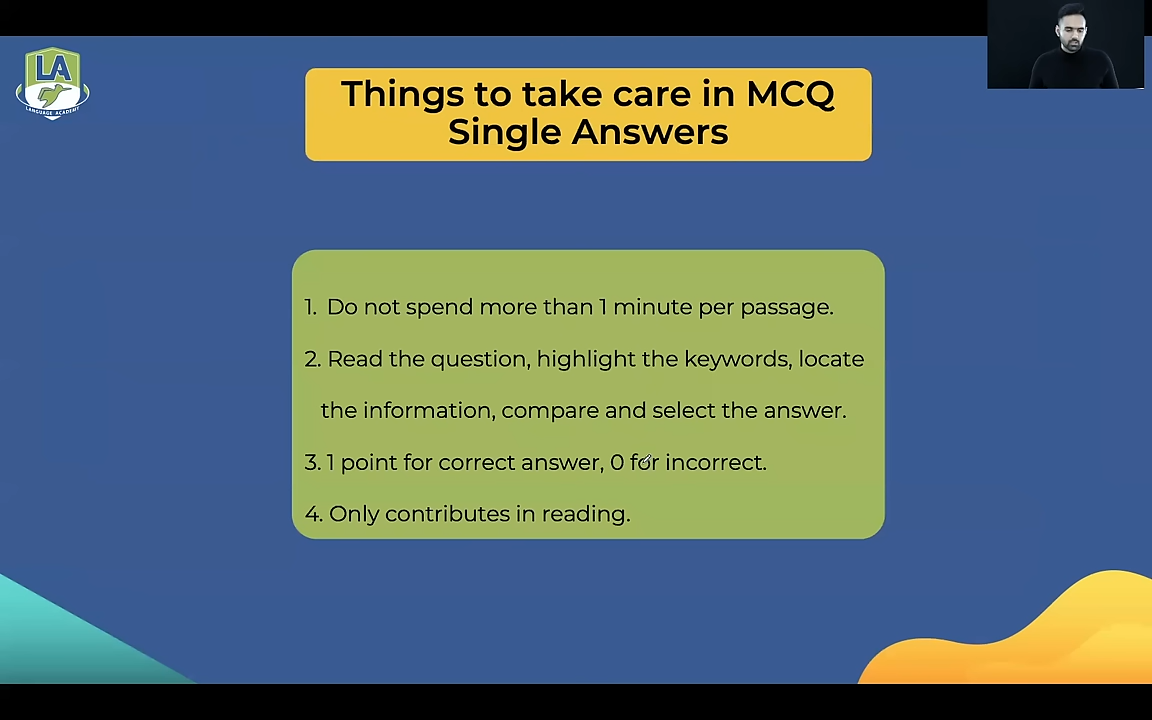 LA
LANGUAGE ACADEMY
Things to take care in MCQ
Single Answers
1. Do not spend more than 1 minute per passage.
2. Read the question, highlight the keywords, locate
the information, compare and select the answer.
3. 1 point for correct answer, 0 for incorrect.
4. Only contributes in reading.